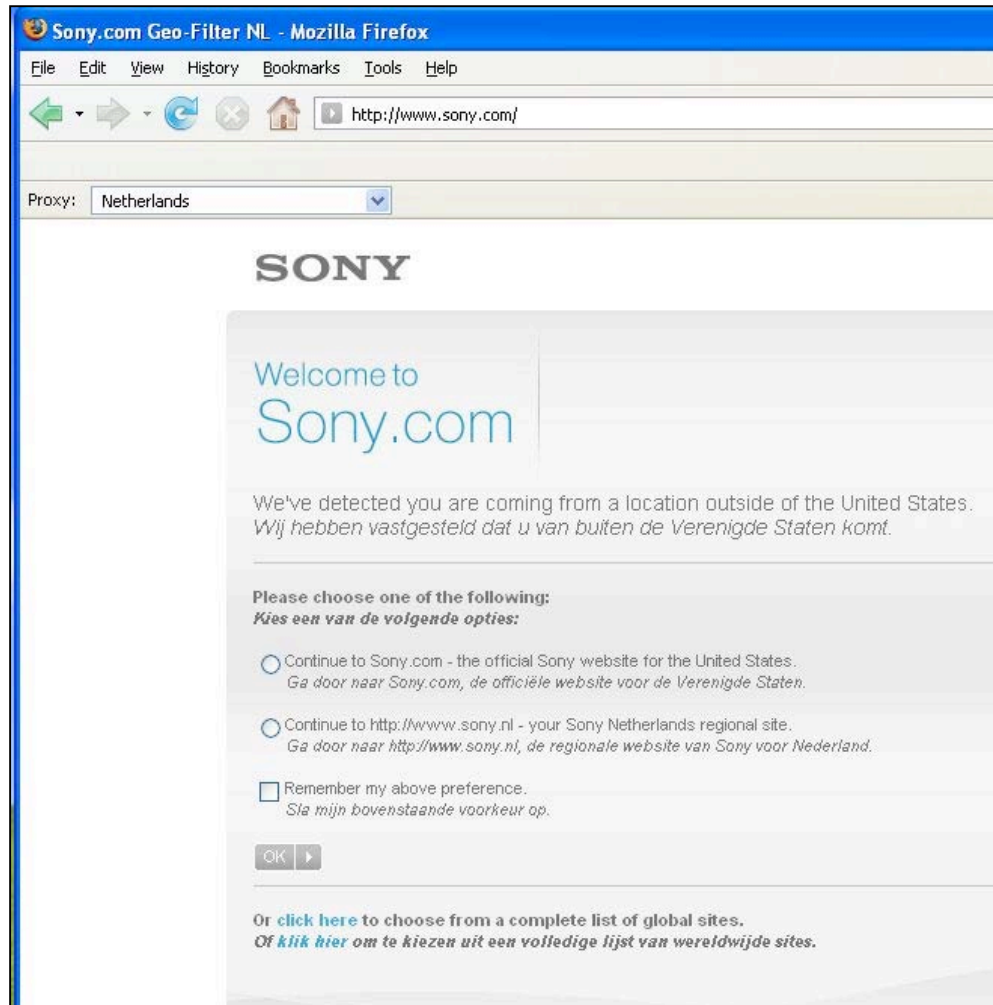 Sony.com Geo-Filter NL - Mozilla Firefox
File Edit View History Bookmarks Tools Help
http://www.sony.com/
Proxy: Netherlands
SONY
Welcome to
Sony.com
We've detected you are coming from a location outside of the United States.
Wij hebben vastgesteld dat u van buiten de Verenigde Staten komt.
Please choose one of the following:
Kies een van de volgende opties:
Continue to Sony.com - the official Sony website for the United States.
Ga door naar Sony.com, de officiële website voor de Verenigde Staten.
Continue to http://www.sony.nl - your Sony Netherlands regional site.
Ga door naar http://www.sony.nl, de regionale website van Sony voor Nederland.
Remember my above preference.
Sla mijn bovenstaande voorkeur op.
OK
Or click here to choose from a complete list of global sites.
Of klik hier om te kiezen uit een volledige lijst van wereldwijde sites.